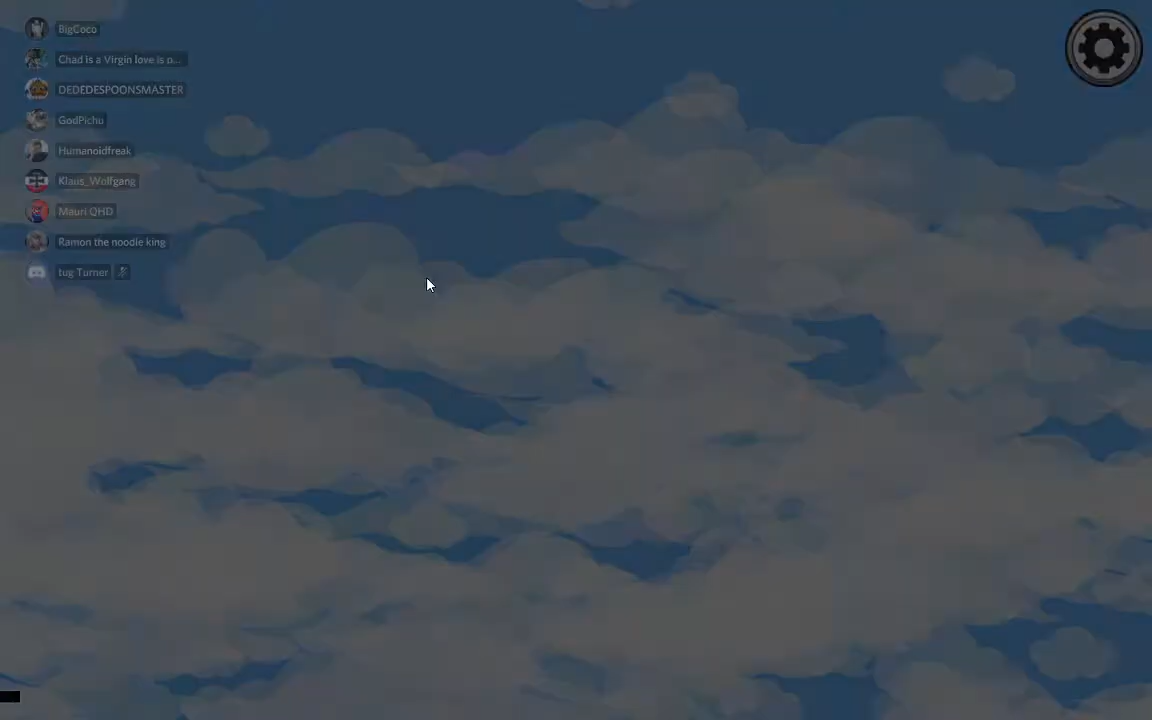 BigCoco
Chad is a Virgin love is p...
DEDEDESPOONSMASTER
GodPichu
Humanoidfreak
Klaus_Wolfgang
Mauri QHD
Ramon the noodle king
tug Turner